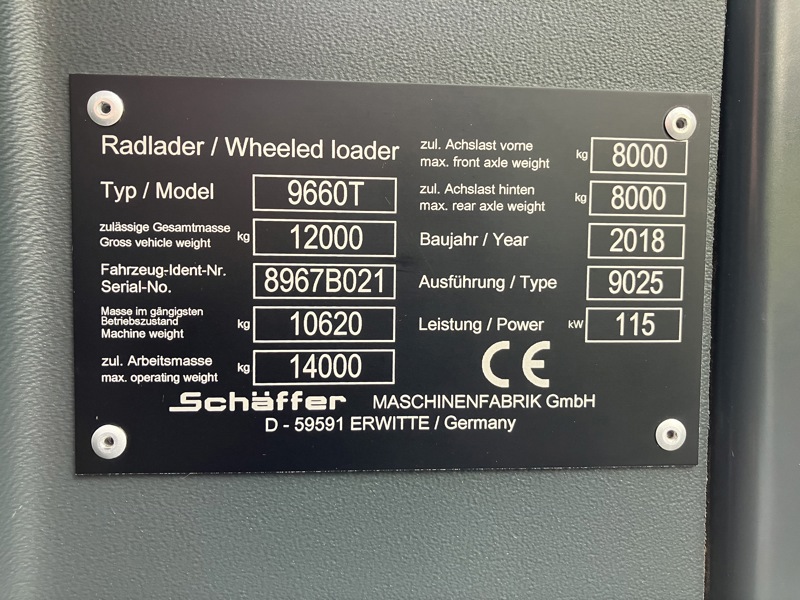 Radlader / Wheeled loader
Typ / Model 9660T
zulässige Gesamtmasse
Gross vehicle weight kg 12000
Fahrzeug-Ident-Nr.
Serial-No. 8967B021
Masse im gängigsten
Betriebszustand
Machine weight kg 10620
zul. Arbeitsmasse
max. operating weight kg 14000
zul. Achslast vorne
max. front axle weight kg 8000
zul. Achslast hinten
max. rear axle weight kg 8000
Baujahr / Year 2018
Ausführung / Type 9025
Leistung / Power kW 115
CE
Schäffer MASCHINENFABRIK GmbH
D - 59591 ERWITTE / Germany